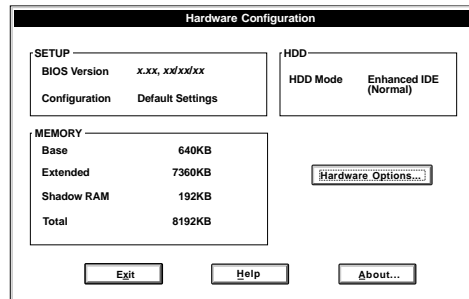 Hardware Configuration
SETUP
BIOS Version x.xx, xx/xx/xx
Configuration Default Settings
HDD
HDD Mode Enhanced IDE
(Normal)
MEMORY
Base 640KB
Extended 7360KB
Shadow RAM 192KB
Total 8192KB
Hardware Options...
Exit Help About...